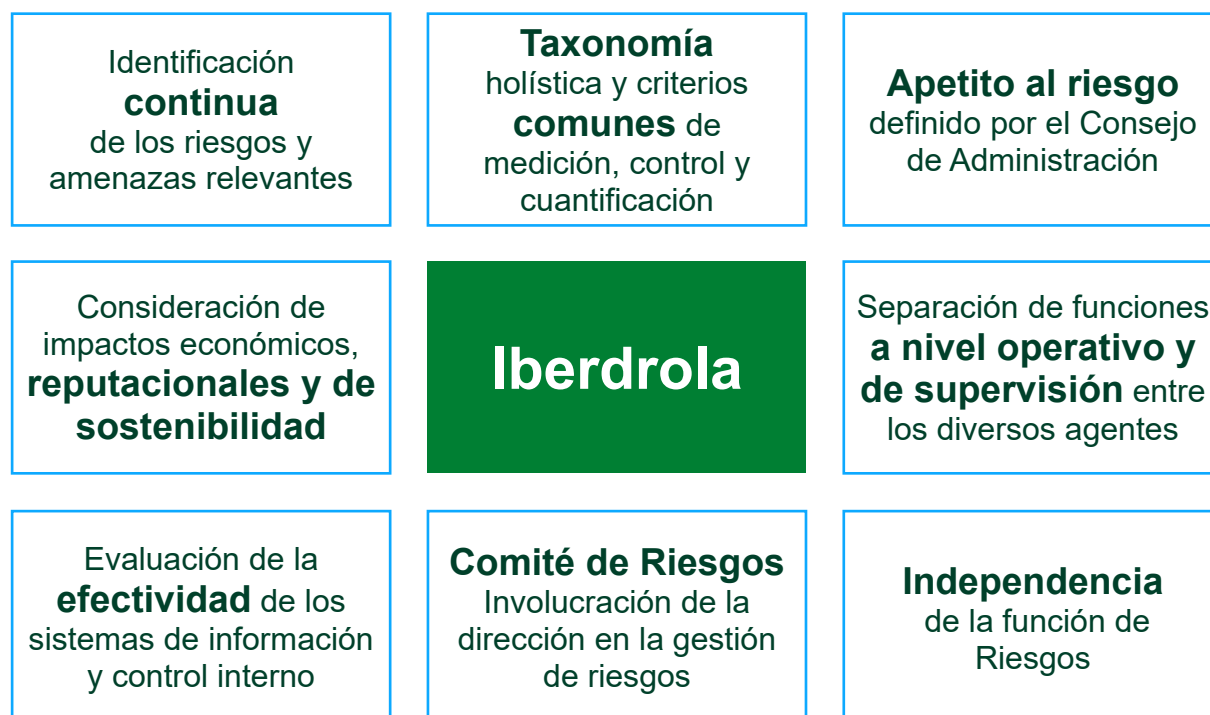 Identificación
continua
de los riesgos y
amenazas relevantes
Taxonomía
holística y criterios
comunes de
medición, control y
cuantificación
Apetito al riesgo
definido por el Consejo
de Administración
Consideración de
impactos económicos,
reputacionales y de
sostenibilidad
Iberdrola
Separación de funciones
a nivel operativo y
de supervisión entre
los diversos agentes
Evaluación de la
efectividad de los
sistemas de información
y control interno
Comité de Riesgos
Involucración de la
dirección en la gestión
de riesgos
Independencia
de la función de
Riesgos